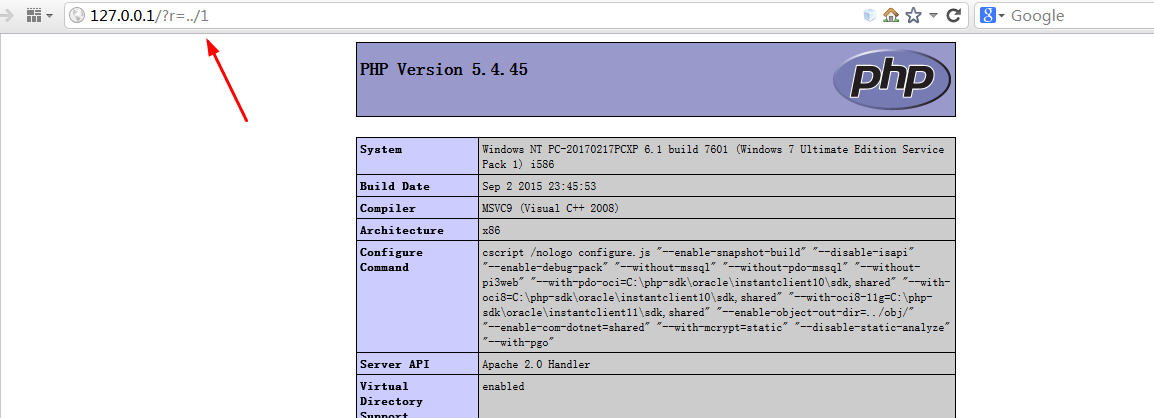 127.0.0.1/?r=../1
Google
PHP Version 5.4.45
php
System
Windows NT PC-20170217PCXP 6.1 build 7601 (Windows 7 Ultimate Edition Service
Pack 1) i586
Build Date
Sep 2 2015 23:45:53
Compiler
MSVC9 (Visual C++ 2008)
Architecture
x86
Configure
Command
cscript /nologo configure.js "--enable-snapshot-build" "--disable-isapi"
"--enable-debug-pack" "--without-mssql" "--without-pdo-mssql" "--without-
pi3web" "--with-pdo-oci=C:\php-sdk\oracle\instantclient10\sdk,shared" "--with-
oci8=C:\php-sdk\oracle\instantclient10\sdk,shared" "--with-oci8-11g=C:\php-
sdk\oracle\instantclient11\sdk,shared" "--enable-object-out-dir=../obj/"
"--enable-com-dotnet=shared" "--with-mcrypt=static" "--disable-static-analyze"
"--with-pgo"
Server API
Apache 2.0 Handler
Virtual
Directory
Support
enabled